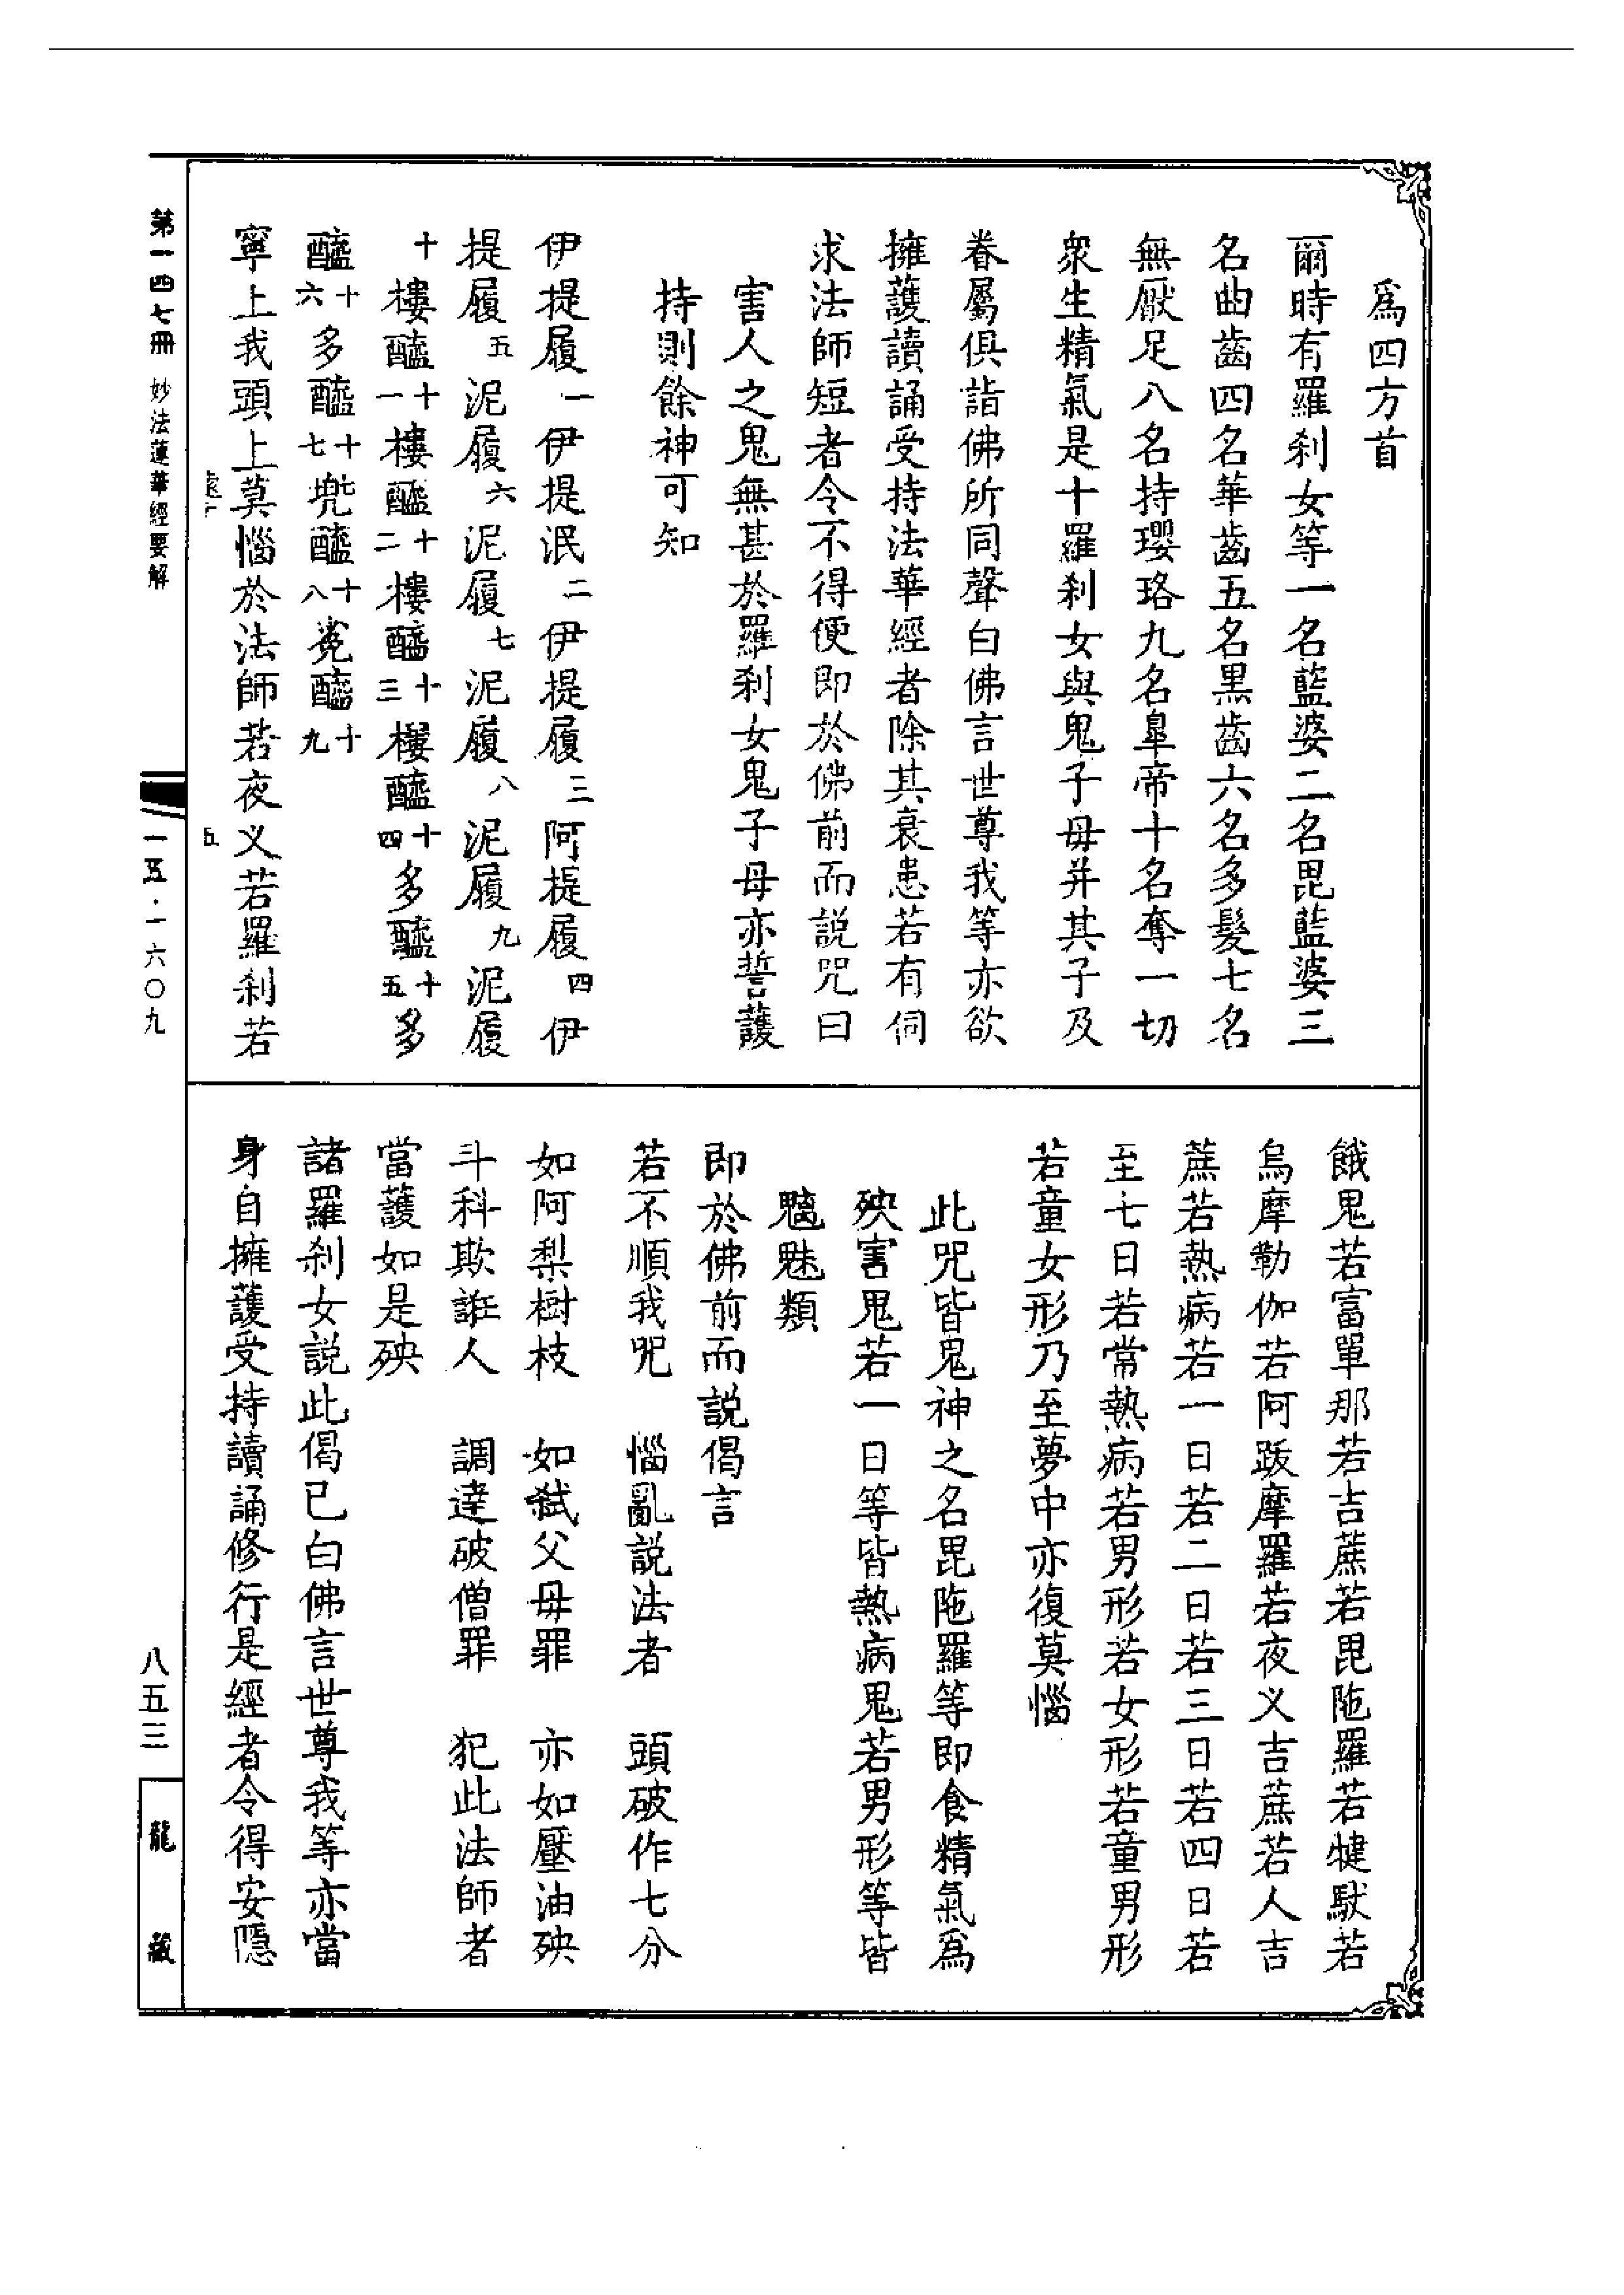 爲四方首
爾時有羅刹女等一名藍婆二名毘藍婆三
名曲齒四名華齒五名黑齒六名多髮七名
無厭足八名持瓔珞九名臯帝十名奪一切
衆生精氣是十羅刹女與鬼子母并其子及
眷屬俱詣佛所同聲白佛言世尊我等亦欲
擁護讀誦受持法華經者除其衰患若有伺
求法師短者令不得便即於佛前而説咒曰
害人之鬼無甚於羅刹女鬼子母亦誓護
持則餘神可知
伊提履一伊提泯二伊提履三阿提履四伊
提履五泥履六泥履七泥履八泥履九泥履
十樓醯十一樓醯十二樓醯十三樓醯十四多醯十五多
醯十六多醯十七兜醯十八㝹醯十九
寧上我頭上莫惱於法師若夜义若羅刹若
餓鬼若富單那若吉蔗若毘陁羅若犍馱若
烏摩勒伽若阿跋摩羅若夜义吉蔗若人吉
蔗若熱病若一日若二日若三日若四日若
至七日若常熱病若男形若女形若童男形
若童女形乃至夢中亦復莫惱
此咒皆鬼神之名毘陁羅等即食精氣爲
殃害鬼若一日等皆熱病鬼若男形等皆
魑魅類
即於佛前而説偈言
若不順我咒 惱亂説法者 頭破作七分
如阿梨樹枝 如弑父母罪 亦如壓油殃
斗科欺誑人 調達破僧罪 犯此法師者
當護如是殃
諸羅刹女説此偈已白佛言世尊我等亦當
身自擁護受持讀誦修行是經者令得安隱
第一四七冊 妙法蓮華經要解
五
一五·一六〇九
八五三
龍藏